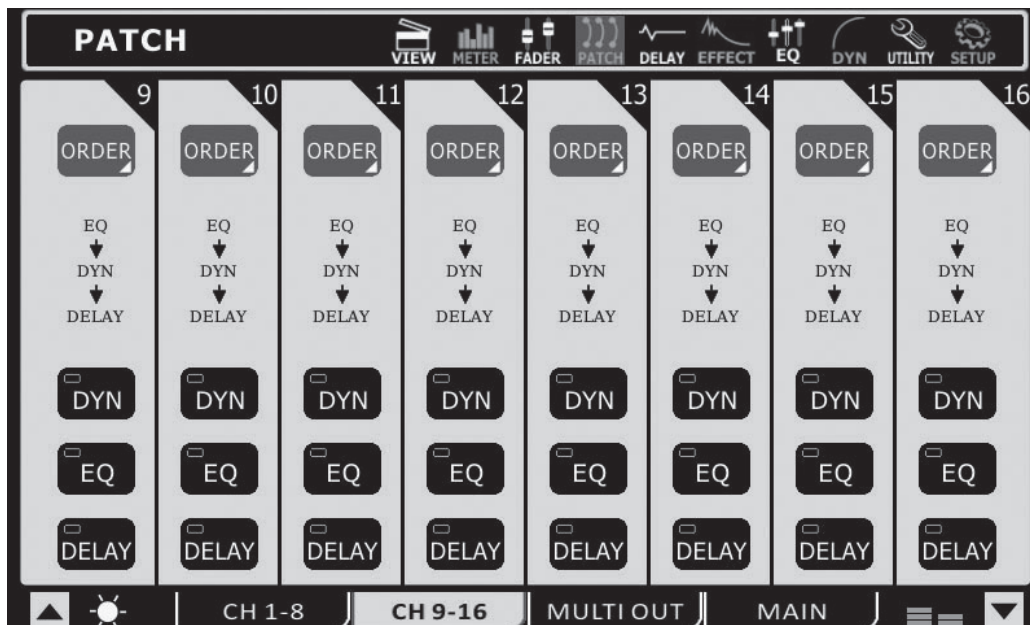 PATCH
VIEW METER FADER PATCH DELAY EFFECT EQ DYN UTILITY SETUP
9 10 11 12 13 14 15 16
ORDER ORDER ORDER ORDER ORDER ORDER ORDER ORDER
EQ EQ EQ EQ EQ EQ EQ EQ
DYN DYN DYN DYN DYN DYN DYN DYN
DELAY DELAY DELAY DELAY DELAY DELAY DELAY DELAY
DYN DYN DYN DYN DYN DYN DYN DYN
EQ EQ EQ EQ EQ EQ EQ EQ
DELAY DELAY DELAY DELAY DELAY DELAY DELAY DELAY
CH 1-8 CH 9-16 MULTI OUT MAIN